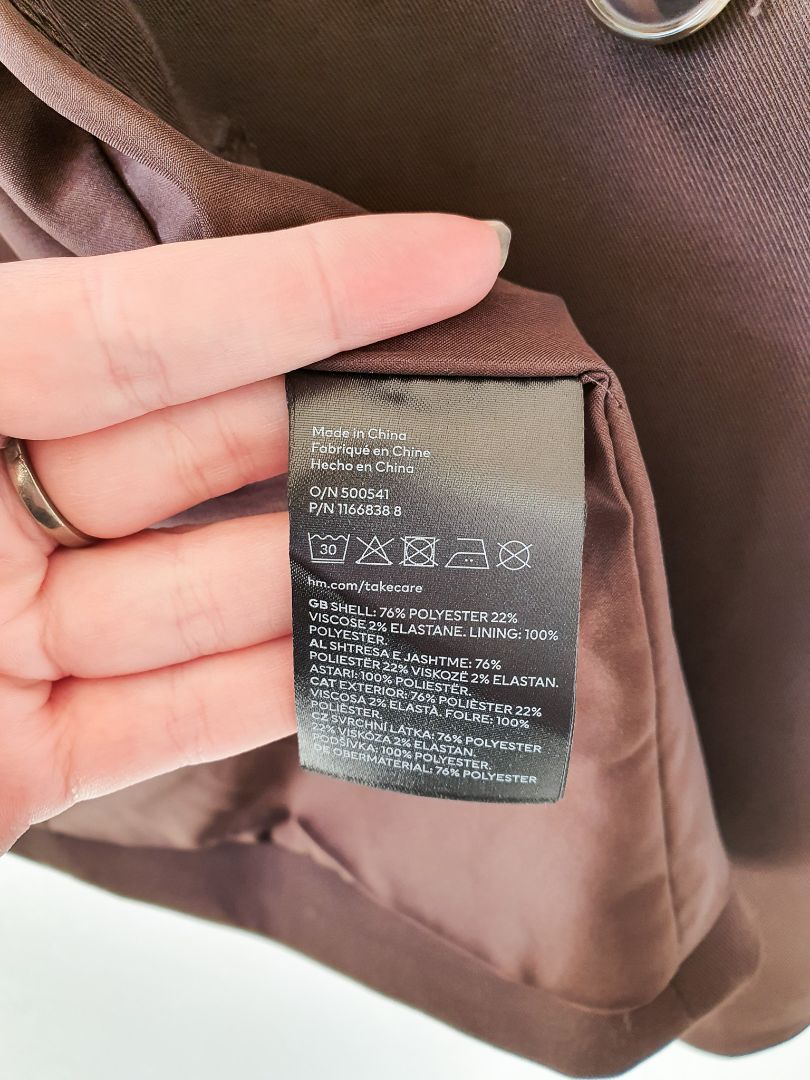 Made in China
Fabriqué en Chine
Hecho en China
O/N 500541
P/N 1166838 8
30
hm.com/takecare
GB SHELL: 76% POLYESTER 22%
VISCOSE 2% ELASTANE. LINING: 100%
POLYESTER.
AL SHTRESA E JASHTME: 76%
POLIESTËR 22% VISKOZË 2% ELASTAN.
ASTARI: 100% POLIESTËR.
CAT EXTERIOR: 76% POLIÈSTER 22%
VISCOSA 2% ELASTÀ. FOLRE: 100%
POLIÈSTER.
CZ SVRCHNÍ LÁTKA: 76% POLYESTER
22% VISKÓZA 2% ELASTAN.
PODŠÍVKA: 100% POLYESTER.
DE OBERMATERIAL: 76% POLYESTER